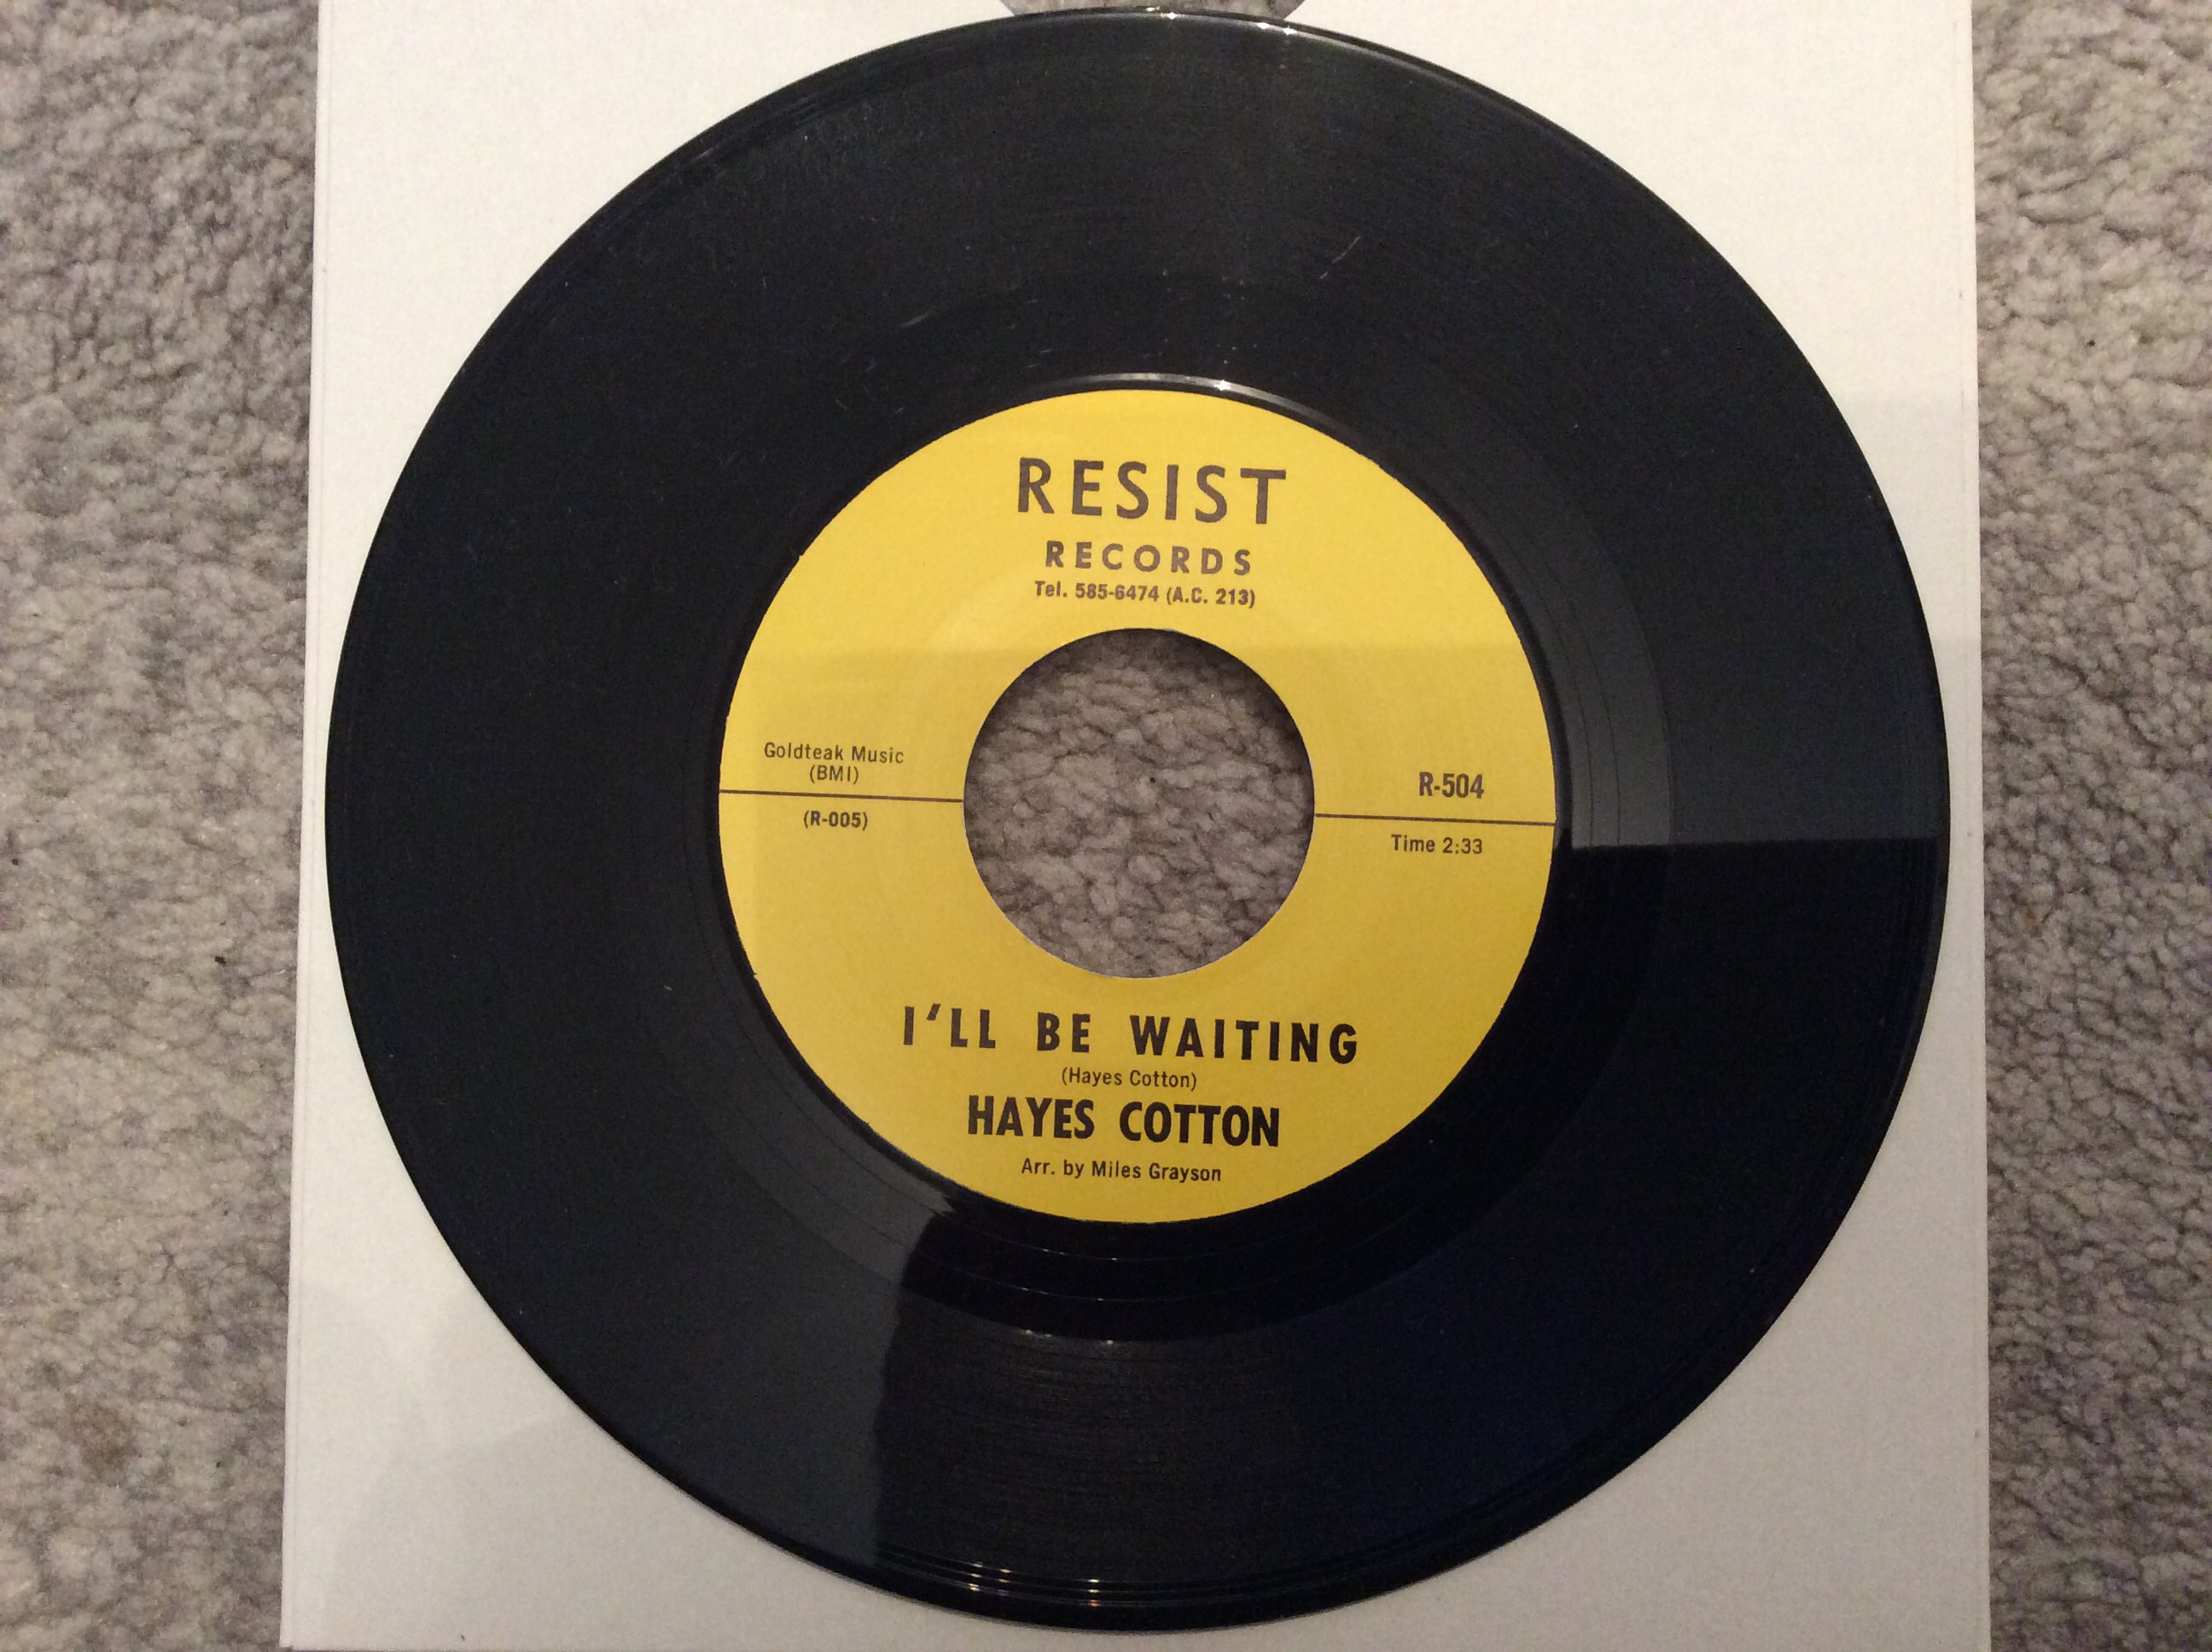 RESIST
RECORDS
Tel. 585-6474 (A.C. 213)
Goldteak Music
(BMI)
(R-005)
R-504
Time 2:33
I'LL BE WAITING
(Hayes Cotton)
HAYES COTTON
Arr. by Miles Grayson